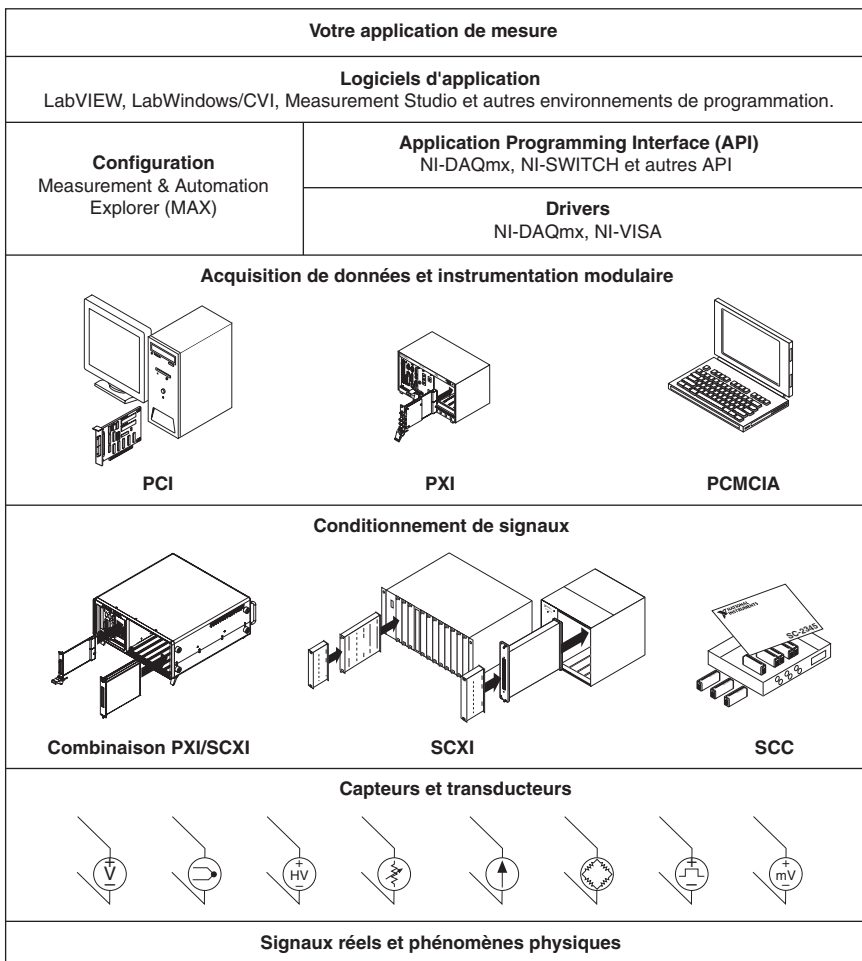 Votre application de mesure
Logiciels d'application
LabVIEW, LabWindows/CVI, Measurement Studio et autres environnements de programmation.
Configuration
Measurement & Automation
Explorer (MAX)
Application Programming Interface (API)
NI-DAQmx, NI-SWITCH et autres API
Drivers
NI-DAQmx, NI-VISA
Acquisition de données et instrumentation modulaire
PCI
PXI
PCMCIA
Conditionnement de signaux
NATIONAL
INSTRUMENTS
SC-2345
Combinaison PXI/SCXI
SCXI
SCC
Capteurs et transducteurs
+
V
–
+
HV
–
+
–
+
mV
–
Signaux réels et phénomènes physiques